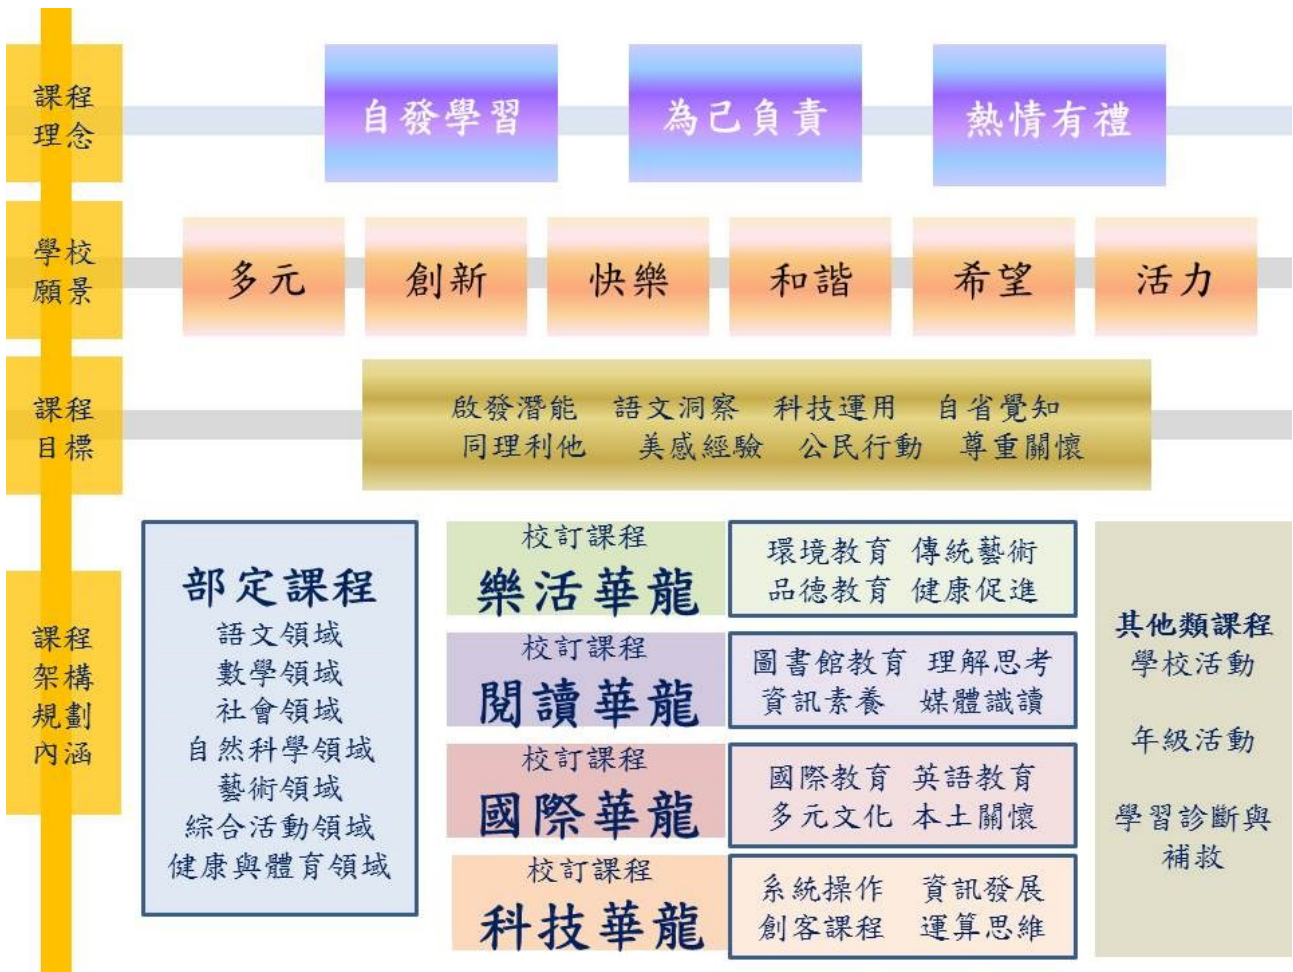 課程
理念
自發學習
為己負責
熱情有禮
學校
願景
多元
創新
快樂
和諧
希望
活力
課程
目標
啟發潛能 語文洞察 科技運用 自省覺知
同理利他 美感經驗 公民行動 尊重關懷
課程
架構
規劃
內涵
部定課程
語文領域
數學領域
社會領域
自然科學領域
藝術領域
綜合活動領域
健康與體育領域
校訂課程
樂活華龍
環境教育 傳統藝術
品德教育 健康促進
校訂課程
閱讀華龍
圖書館教育 理解思考
資訊素養 媒體識讀
校訂課程
國際華龍
國際教育 英語教育
多元文化 本土關懷
校訂課程
科技華龍
系統操作 資訊發展
創客課程 運算思維
其他類課程
學校活動
年級活動
學習診斷與
補救